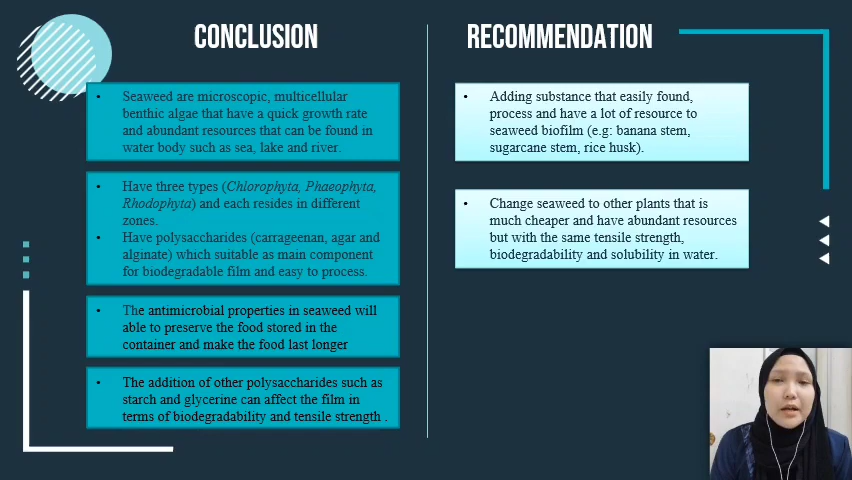 CONCLUSION
Seaweed are microscopic, multicellular
benthic algae that have a quick growth rate
and abundant resources that can be found in
water body such as sea, lake and river.
Have three types (Chlorophyta, Phaeophyta,
Rhodophyta) and each resides in different
zones.
Have polysaccharides (carrageenan, agar and
alginate) which suitable as main component
for biodegradable film and easy to process.
The antimicrobial properties in seaweed will
able to preserve the food stored in the
container and make the food last longer
The addition of other polysaccharides such as
starch and glycerine can affect the film in
terms of biodegradability and tensile strength .
RECOMMENDATION
Adding substance that easily found,
process and have a lot of resource to
seaweed biofilm (e.g: banana stem,
sugarcane stem, rice husk).
Change seaweed to other plants that is
much cheaper and have abundant resources
but with the same tensile strength,
biodegradability and solubility in water.